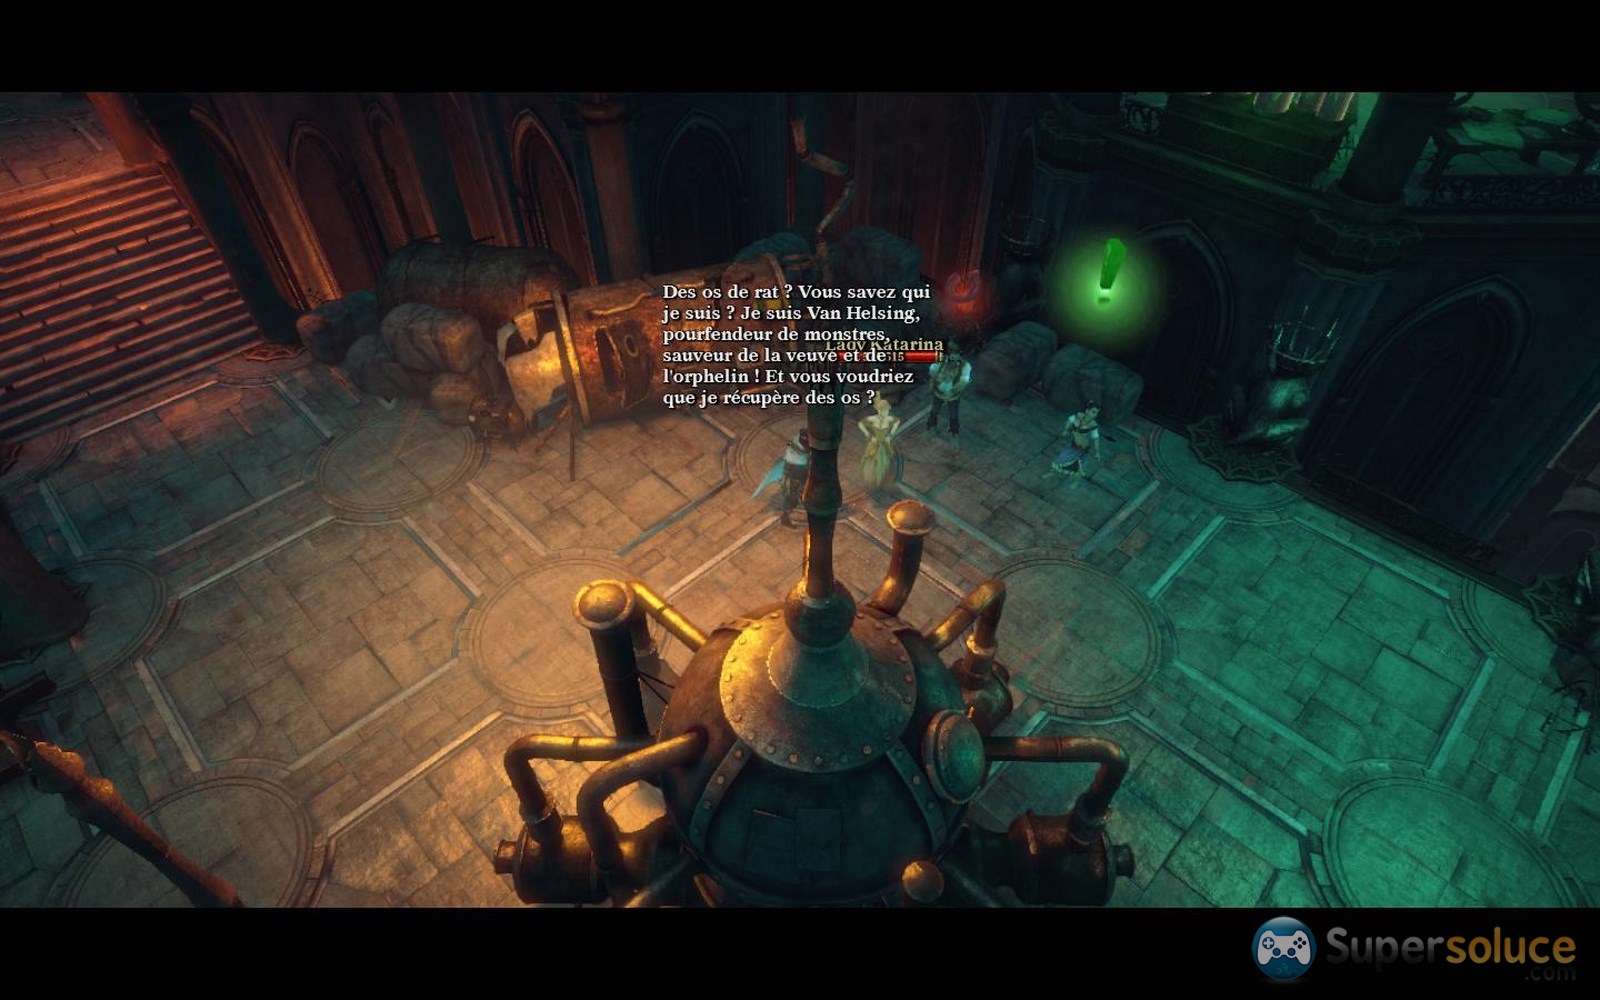 Des os de rat ? Vous savez qui
je suis ? Je suis Van Helsing,
pourfendeur de monstres,
Lady Katarina
sauveur de la veuve et de
l'orphelin ! Et vous voudriez
que je récupère des os ?
Supersoluce
.com